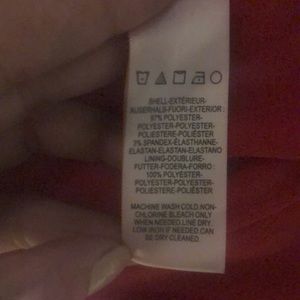 SHELL-EXTÉRIEUR-
AUSERHALB-FUORI-EXTERIOR :
97% POLYESTER-
POLYESTER-POLYESTER-
POLIESTERE-POLIÉSTER
3% SPANDEX-ÉLASTHANNE-
ELASTAN-ELASTAN-ELASTANO
LINING-DOUBLURE-
FUTTER-FODERA-FORRO :
100% POLYESTER-
POLYESTER-POLYESTER-
POLIESTERE-POLIÉSTER
MACHINE WASH COLD.NON-
CHLORINE BLEACH ONLY
WHEN NEEDED.LINE DRY.
LOW IRON IF NEEDED.CAN
BE DRY CLEANED.